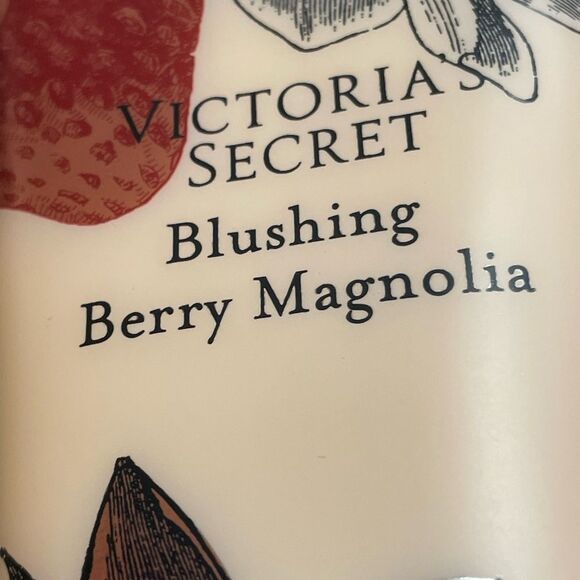 VICTORIA'S
SECRET
Blushing
Berry Magnolia